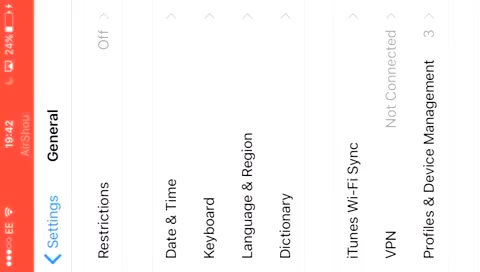 ●●●○○ EE 19:42 24%
AirShou
Settings General
Restrictions Off
Date & Time
Keyboard
Language & Region
Dictionary
iTunes Wi-Fi Sync
VPN Not Connected
Profiles & Device Management 3